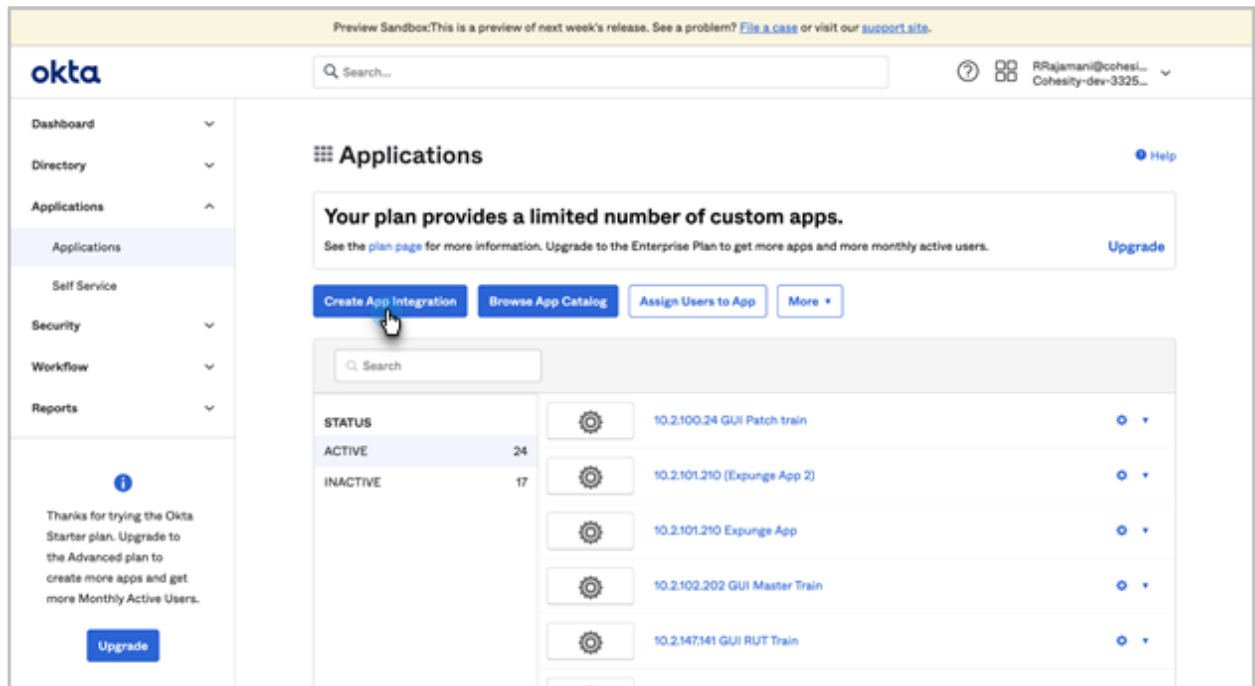 Preview Sandbox:This is a preview of next week's release. See a problem? File a case or visit our support site.
okta
Search...
RRajamani@cohesi...
Cohesity-dev-3325...
Dashboard
Directory
Applications
Applications
Self Service
Security
Workflow
Reports
Thanks for trying the Okta
Starter plan. Upgrade to
the Advanced plan to
create more apps and get
more Monthly Active Users.
Upgrade
Applications
Help
Your plan provides a limited number of custom apps.
See the plan page for more information. Upgrade to the Enterprise Plan to get more apps and more monthly active users.
Upgrade
Create App Integration
Browse App Catalog
Assign Users to App
More
Search
STATUS
ACTIVE 24
INACTIVE 17
10.2.100.24 GUI Patch train
10.2.101.210 (Expunge App 2)
10.2.101.210 Expunge App
10.2.102.202 GUI Master Train
10.2.147.141 GUI RUT Train